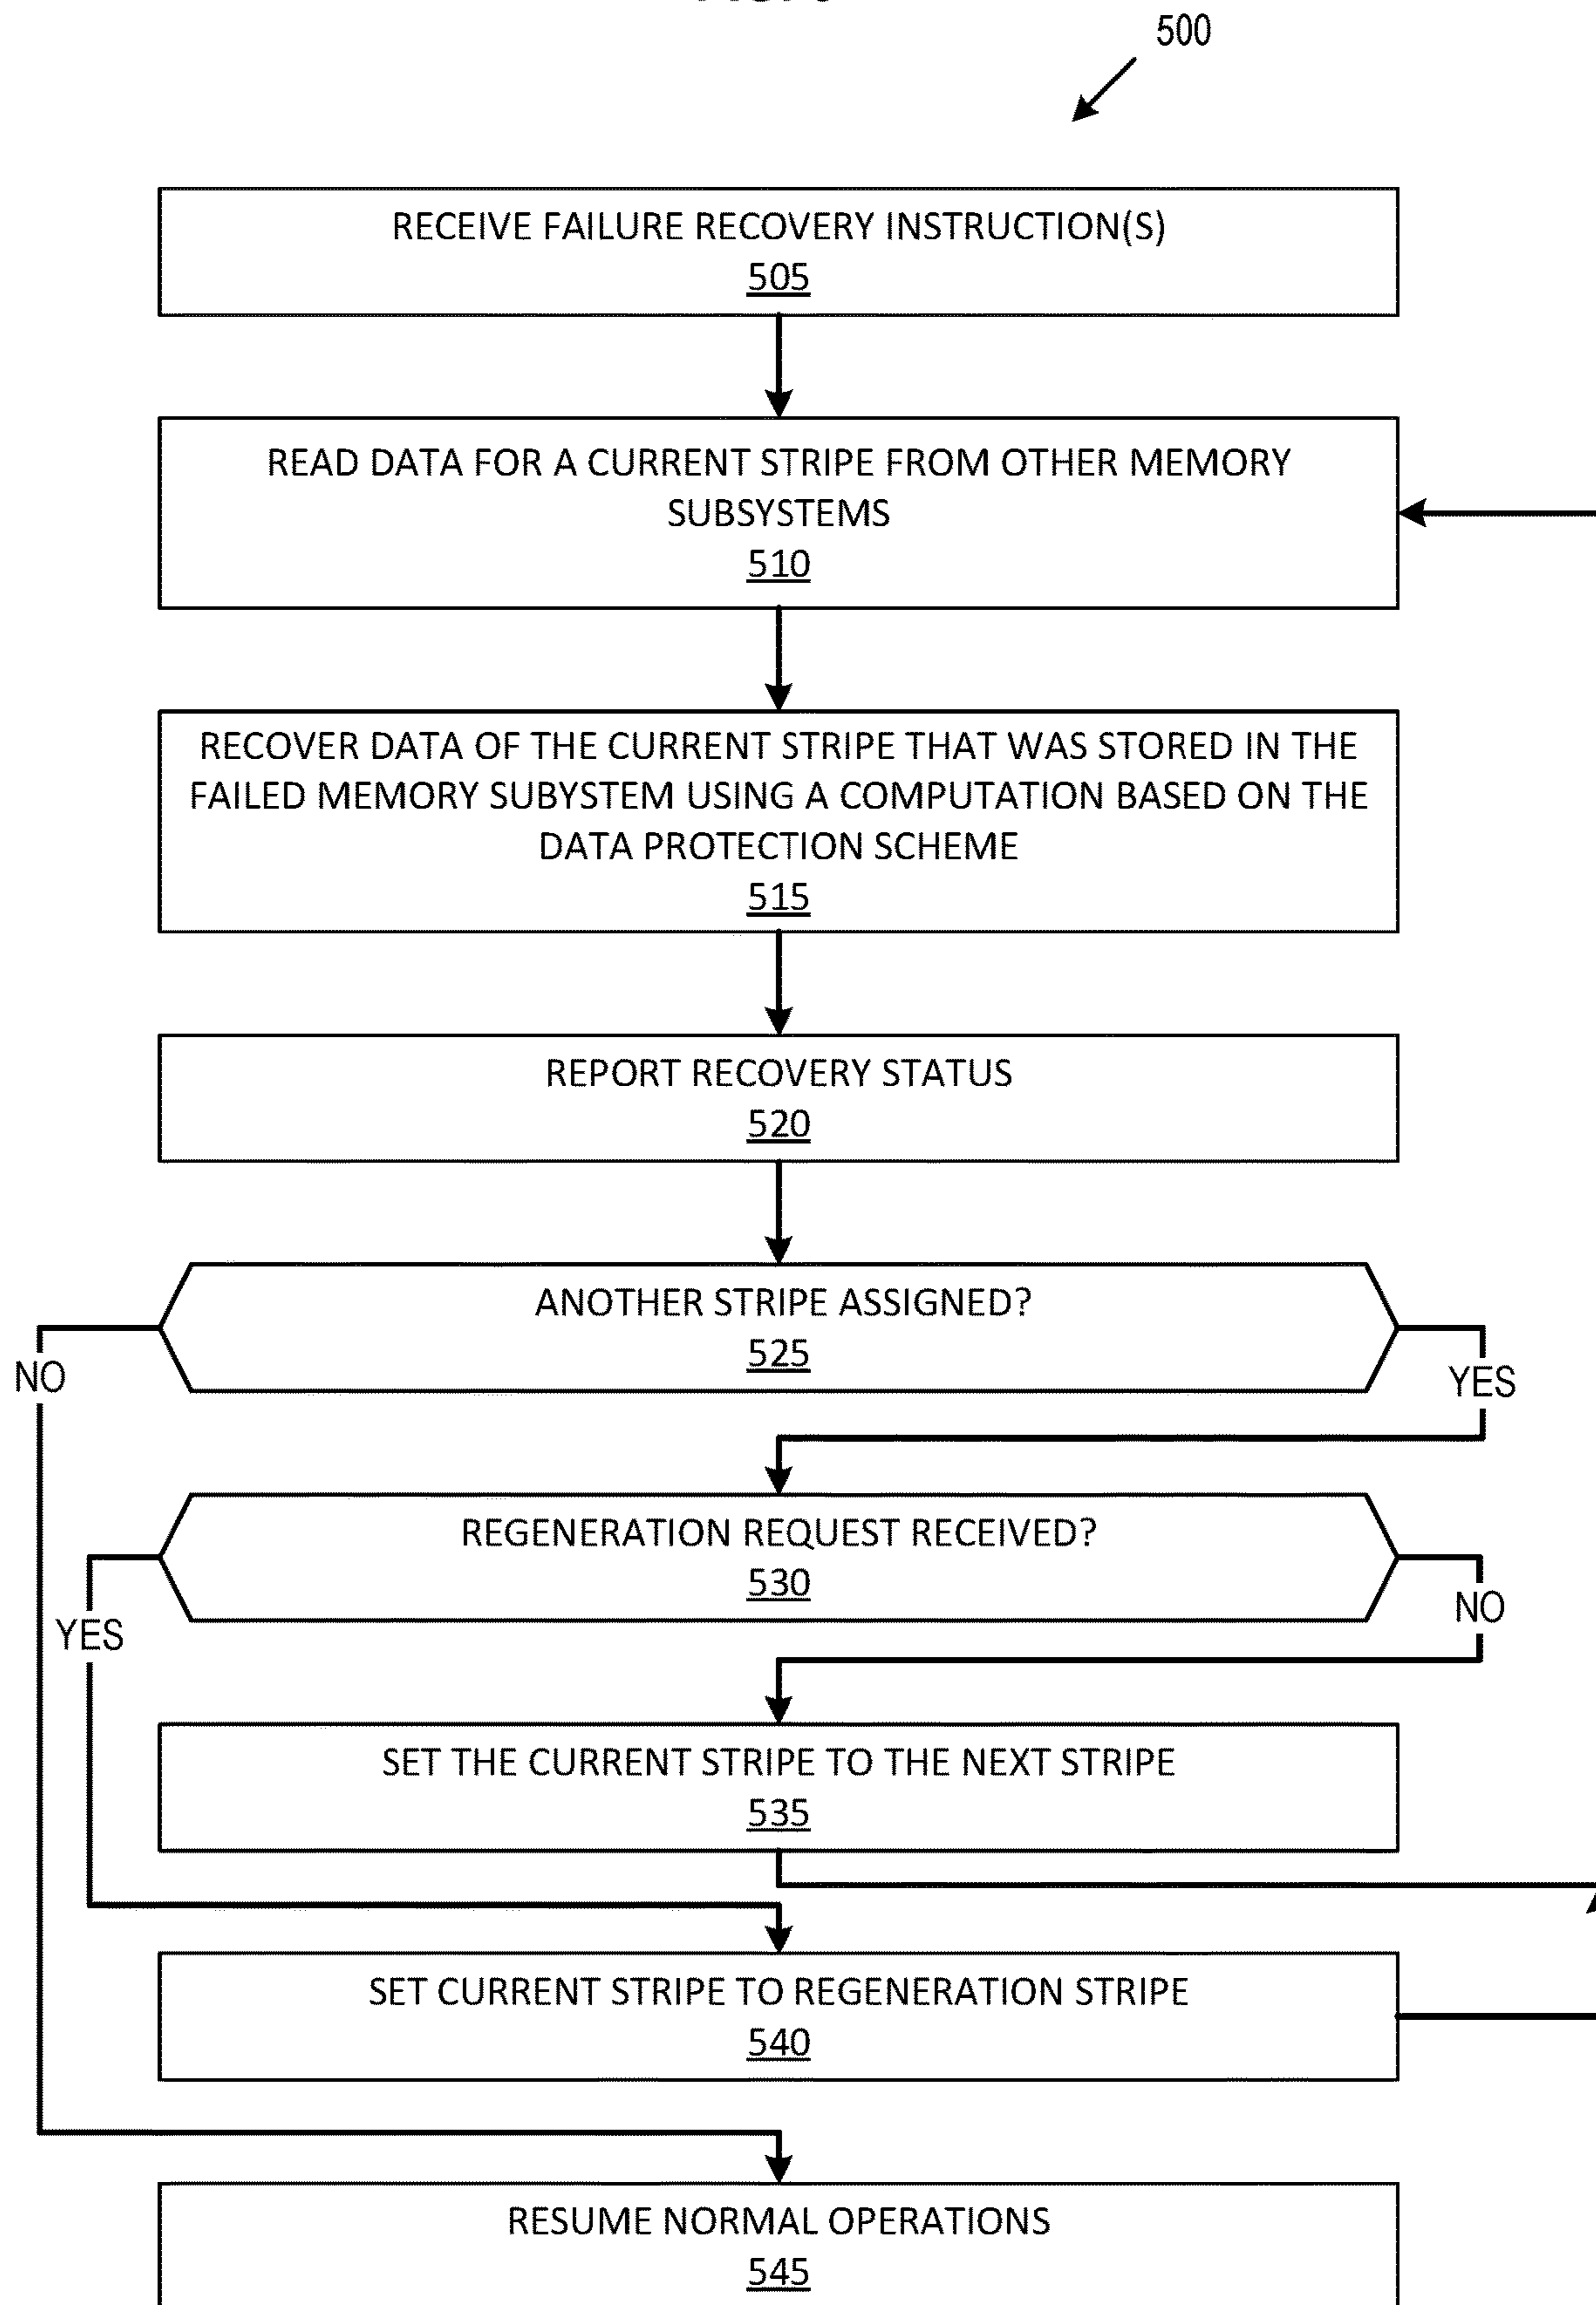 500
RECEIVE FAILURE RECOVERY INSTRUCTION(S)
505
READ DATA FOR A CURRENT STRIPE FROM OTHER MEMORY
SUBSYSTEMS
510
RECOVER DATA OF THE CURRENT STRIPE THAT WAS STORED IN THE
FAILED MEMORY SUBYSTEM USING A COMPUTATION BASED ON THE
DATA PROTECTION SCHEME
515
REPORT RECOVERY STATUS
520
ANOTHER STRIPE ASSIGNED?
525
NO
YES
REGENERATION REQUEST RECEIVED?
530
YES
NO
SET THE CURRENT STRIPE TO THE NEXT STRIPE
535
SET CURRENT STRIPE TO REGENERATION STRIPE
540
RESUME NORMAL OPERATIONS
545